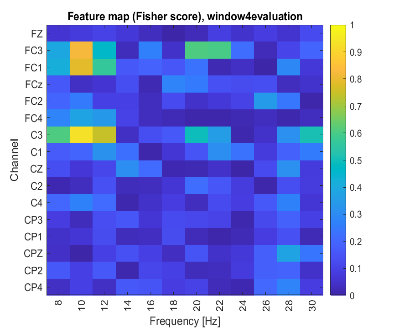 Feature map (Fisher score), window4evaluation
Channel
FZ
FC3
FC1
FCz
FC2
FC4
C3
C1
CZ
C2
C4
CP3
CP1
CPZ
CP2
CP4
8 10 12 14 16 18 20 22 24 26 28 30
Frequency [Hz]
1
0.9
0.8
0.7
0.6
0.5
0.4
0.3
0.2
0.1
0